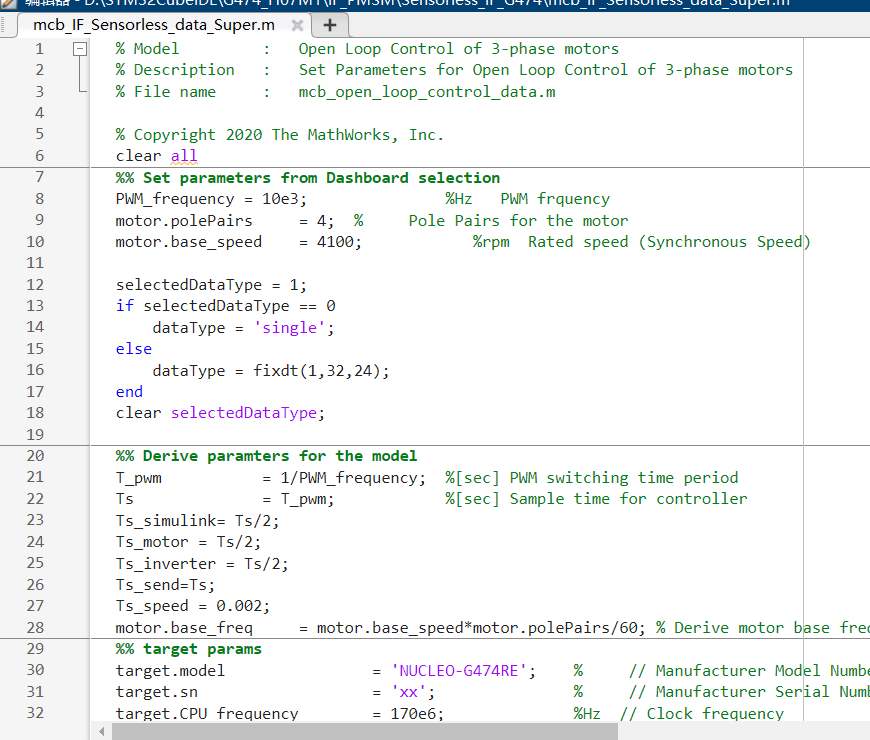 编辑器 - D:\STM32CubeIDE\G474_H07M1\IF_PMSM\Sensorless_IF_G474\mcb_IF_Sensorless_data_Super.m
mcb_IF_Sensorless_data_Super.m × +
1 % Model : Open Loop Control of 3-phase motors
2 % Description : Set Parameters for Open Loop Control of 3-phase motors
3 % File name : mcb_open_loop_control_data.m
4
5 % Copyright 2020 The MathWorks, Inc.
6 clear all
7 %% Set parameters from Dashboard selection
8 PWM_frequency = 10e3; %Hz PWM frquency
9 motor.polePairs = 4; % Pole Pairs for the motor
10 motor.base_speed = 4100; %rpm Rated speed (Synchronous Speed)
11
12 selectedDataType = 1;
13 if selectedDataType == 0
14 dataType = 'single';
15 else
16 dataType = fixdt(1,32,24);
17 end
18 clear selectedDataType;
19
20 %% Derive paramters for the model
21 T_pwm = 1/PWM_frequency; %[sec] PWM switching time period
22 Ts = T_pwm; %[sec] Sample time for controller
23 Ts_simulink= Ts/2;
24 Ts_motor = Ts/2;
25 Ts_inverter = Ts/2;
26 Ts_send=Ts;
27 Ts_speed = 0.002;
28 motor.base_freq = motor.base_speed*motor.polePairs/60; % Derive motor base fre
29 %% target params
30 target.model = 'NUCLEO-G474RE'; % // Manufacturer Model Numbe
31 target.sn = 'xx'; % // Manufacturer Serial Num
32 target.CPU_frequency = 170e6; %Hz // Clock frequency